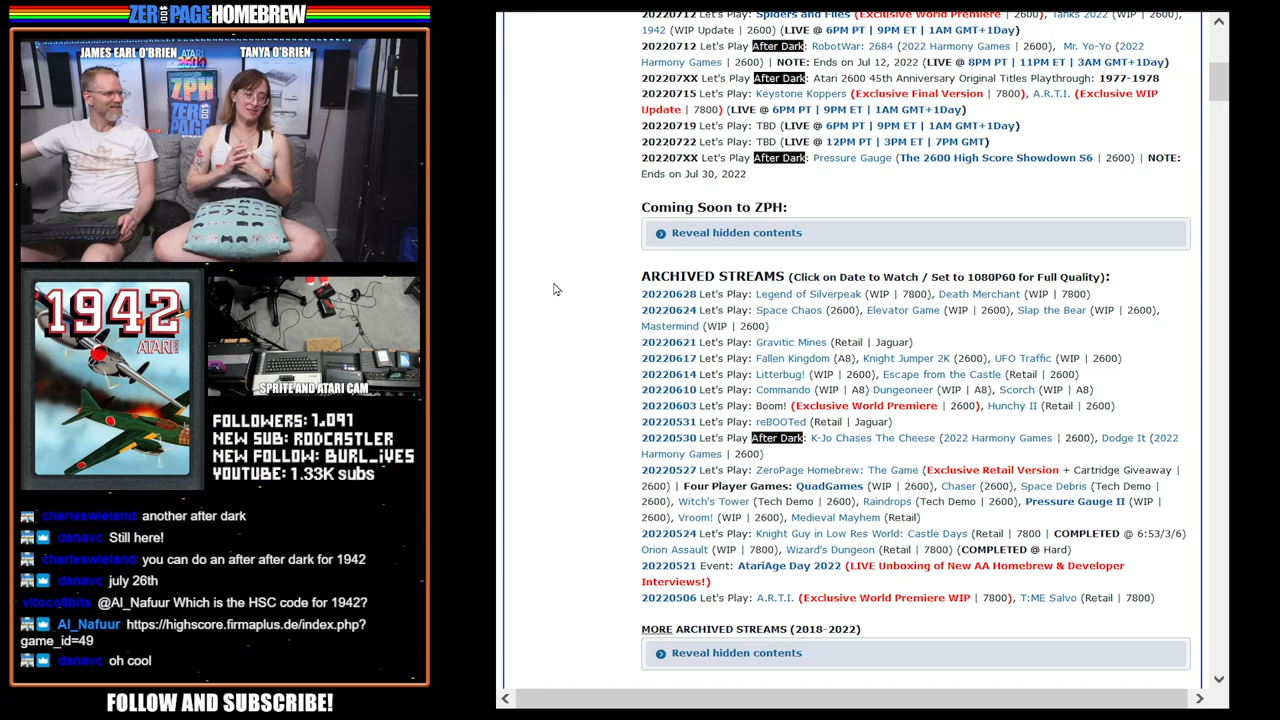 ZEROPAGE HOMEBREW
JAMES EARL O'BRIEN
TANYA O'BRIEN
ATARI
ZPH
1942
ATARI
SPRITE AND ATARI CAM
FOLLOWERS: 1,091
NEW SUB: RODCASTLER
NEW FOLLOW: BURL_IVES
YOUTUBE: 1.33K subs
charleswieland another after dark
danavc Still here!
charleswieland you can do an after after dark for 1942
danavc july 26th
vitoco8bits @Al_Nafuur Which is the HSC code for 1942?
Al_Nafuur https://highscore.firmaplus.de/index.php?
game_id=49
danavc oh cool
FOLLOW AND SUBSCRIBE!
20220712 Let's Play: Spiders and Flies (Exclusive World Premiere | 2600), Tanks 2022 (WIP | 2600),
1942 (WIP Update | 2600) (LIVE @ 6PM PT | 9PM ET | 1AM GMT+1Day)
20220712 Let's Play After Dark: RobotWar: 2684 (2022 Harmony Games | 2600), Mr. Yo-Yo (2022
Harmony Games | 2600) | NOTE: Ends on Jul 12, 2022 (LIVE @ 8PM PT | 11PM ET | 3AM GMT+1Day)
202207XX Let's Play After Dark: Atari 2600 45th Anniversary Original Titles Playthrough: 1977-1978
20220715 Let's Play: Keystone Koppers (Exclusive Final Version | 7800), A.R.T.I. (Exclusive WIP
Update | 7800) (LIVE @ 6PM PT | 9PM ET | 1AM GMT+1Day)
20220719 Let's Play: TBD (LIVE @ 6PM PT | 9PM ET | 1AM GMT+1Day)
20220722 Let's Play: TBD (LIVE @ 12PM PT | 3PM ET | 7PM GMT)
202207XX Let's Play After Dark: Pressure Gauge (The 2600 High Score Showdown S6 | 2600) | NOTE:
Ends on Jul 30, 2022
Coming Soon to ZPH:
Reveal hidden contents
ARCHIVED STREAMS (Click on Date to Watch / Set to 1080P60 for Full Quality):
20220628 Let's Play: Legend of Silverpeak (WIP | 7800), Death Merchant (WIP | 7800)
20220624 Let's Play: Space Chaos (2600), Elevator Game (WIP | 2600), Slap the Bear (WIP | 2600),
Mastermind (WIP | 2600)
20220621 Let's Play: Gravitic Mines (Retail | Jaguar)
20220617 Let's Play: Fallen Kingdom (A8), Knight Jumper 2K (2600), UFO Traffic (WIP | 2600)
20220614 Let's Play: Litterbug! (WIP | 2600), Escape from the Castle (Retail | 2600)
20220610 Let's Play: Commando (WIP | A8) Dungeoneer (WIP | A8), Scorch (WIP | A8)
20220603 Let's Play: Boom! (Exclusive World Premiere | 2600), Hunchy II (Retail | 2600)
20220531 Let's Play: reBOOTed (Retail | Jaguar)
20220530 Let's Play After Dark: K-Jo Chases The Cheese (2022 Harmony Games | 2600), Dodge It (2022
Harmony Games | 2600)
20220527 Let's Play: ZeroPage Homebrew: The Game (Exclusive Retail Version + Cartridge Giveaway |
2600) | Four Player Games: QuadGames (WIP | 2600), Chaser (2600), Space Debris (Tech Demo |
2600), Witch's Tower (Tech Demo | 2600), Raindrops (Tech Demo | 2600), Pressure Gauge II (WIP |
2600), Vroom! (WIP | 2600), Medieval Mayhem (Retail)
20220524 Let's Play: Knight Guy in Low Res World: Castle Days (Retail | 7800 | COMPLETED @ 6:53/3/6)
Orion Assault (WIP | 7800), Wizard's Dungeon (Retail | 7800) (COMPLETED @ Hard)
20220521 Event: AtariAge Day 2022 (LIVE Unboxing of New AA Homebrew & Developer
Interviews!)
20220506 Let's Play: A.R.T.I. (Exclusive World Premiere WIP | 7800), T:ME Salvo (Retail | 7800)
MORE ARCHIVED STREAMS (2018-2022)
Reveal hidden contents